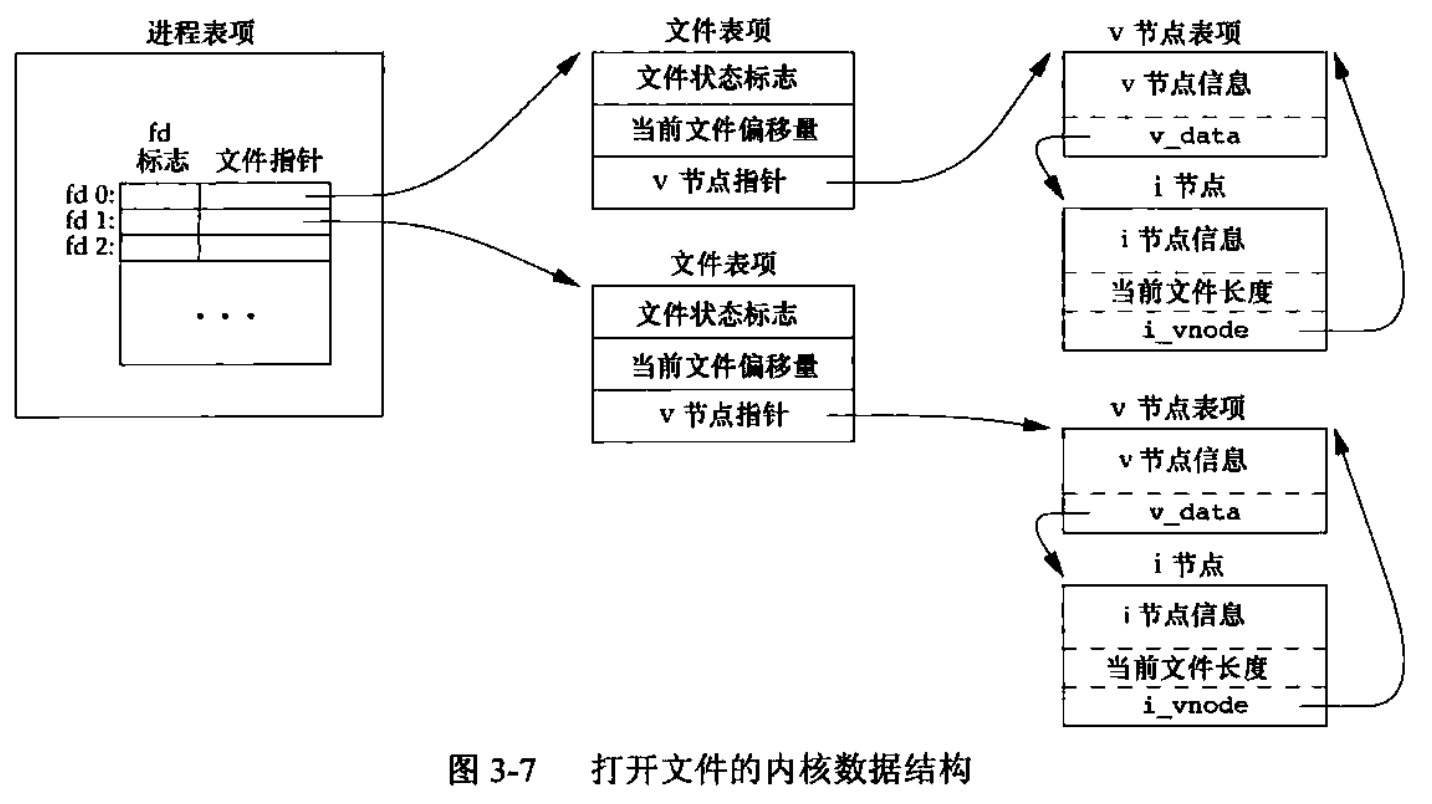 进程表项
fd
标志 文件指针
fd 0:
fd 1:
fd 2:
...
文件表项
文件状态标志
当前文件偏移量
v 节点指针
文件表项
文件状态标志
当前文件偏移量
v 节点指针
v 节点表项
v 节点信息
v_data
i 节点
i 节点信息
当前文件长度
i_vnode
v 节点表项
v 节点信息
v_data
i 节点
i 节点信息
当前文件长度
i_vnode
图 3-7 打开文件的内核数据结构